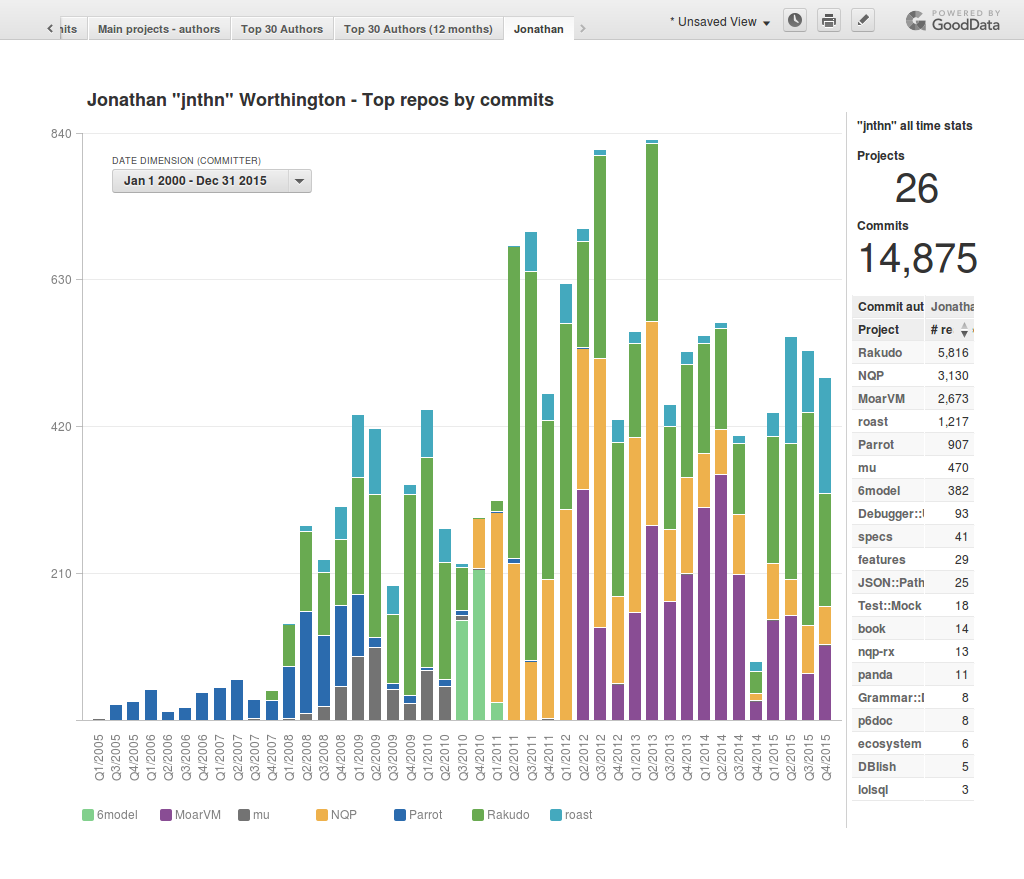 nits
Main projects - authors
Top 30 Authors
Top 30 Authors (12 months)
Jonathan
* Unsaved View
POWERED BY
GoodData
Jonathan "jnthn" Worthington - Top repos by commits
DATE DIMENSION (COMMITTER)
Jan 1 2000 - Dec 31 2015
840
630
420
210
Q1/2005
Q3/2005
Q4/2005
Q1/2006
Q2/2006
Q3/2006
Q4/2006
Q1/2007
Q2/2007
Q3/2007
Q4/2007
Q1/2008
Q2/2008
Q3/2008
Q4/2008
Q1/2009
Q2/2009
Q3/2009
Q4/2009
Q1/2010
Q2/2010
Q3/2010
Q4/2010
Q1/2011
Q2/2011
Q3/2011
Q4/2011
Q1/2012
Q2/2012
Q3/2012
Q4/2012
Q1/2013
Q2/2013
Q3/2013
Q4/2013
Q1/2014
Q2/2014
Q3/2014
Q4/2014
Q1/2015
Q2/2015
Q3/2015
Q4/2015
6model
MoarVM
mu
NQP
Parrot
Rakudo
roast
"jnthn" all time stats
Projects
26
Commits
14,875
Commit aut Jonatha
Project # re
Rakudo 5,816
NQP 3,130
MoarVM 2,673
roast 1,217
Parrot 907
mu 470
6model 382
Debugger:: 93
specs 41
features 29
JSON::Path 25
Test::Mock 18
book 14
nqp-rx 13
panda 11
Grammar:: 8
p6doc 8
ecosystem 6
DBIish 5
lolsql 3